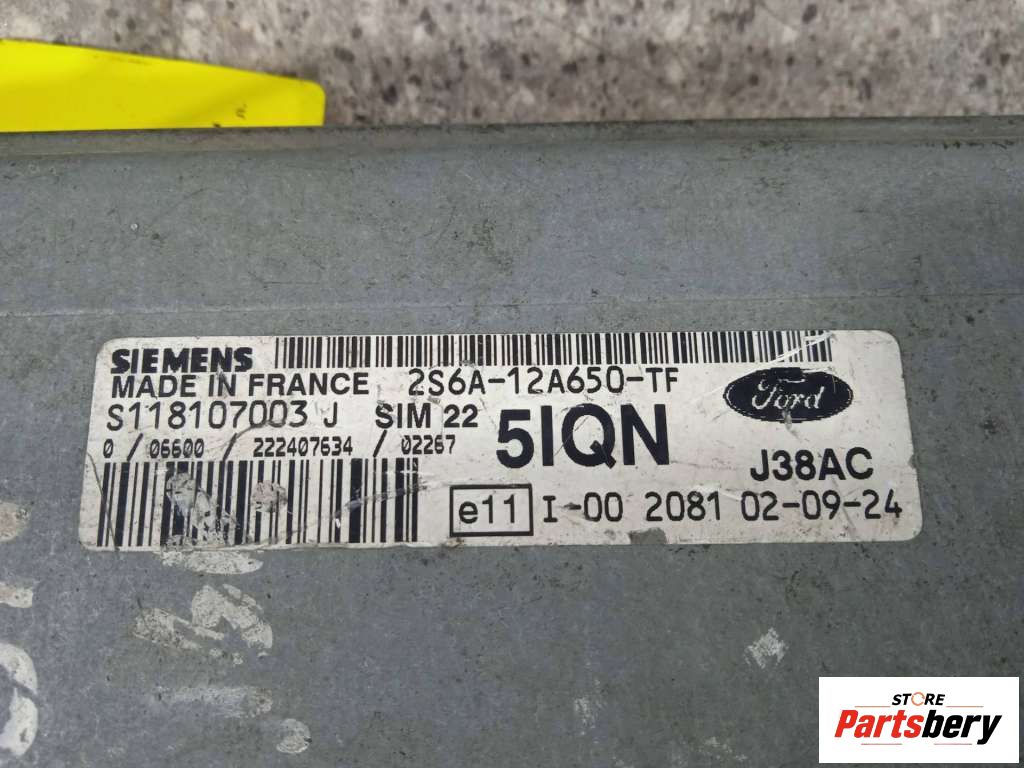 SIEMENS
MADE IN FRANCE 2S6A-12A650-TF
S118107003 J SIM 22
0 / 06600 / 222407634 / 02267
5IQN
Ford
J38AC
e11 I-00 2081 02-09-24
STORE
Partsbery